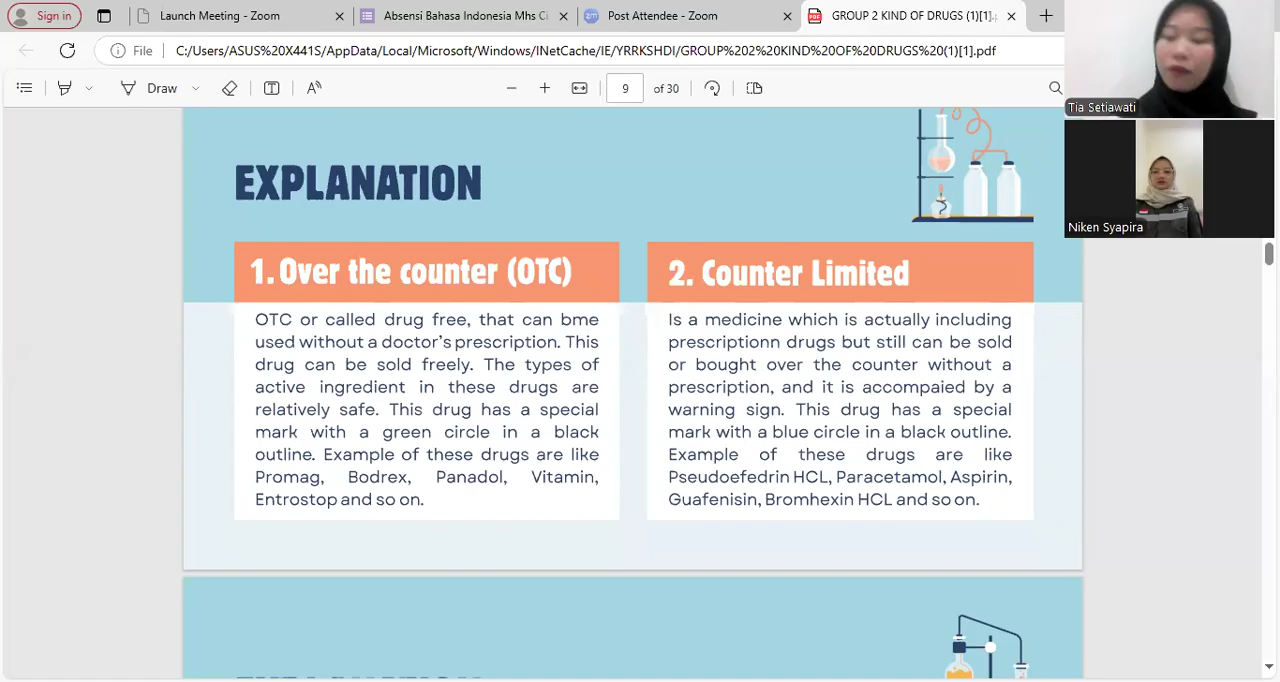 Sign in
Launch Meeting - Zoom
Absensi Bahasa Indonesia Mhs Ci
Post Attendee - Zoom
GROUP 2 KIND OF DRUGS (1)[1].p
File
C:/Users/ASUS%20X441S/AppData/Local/Microsoft/Windows/INetCache/IE/YRRKSHDI/GROUP%202%20KIND%20OF%20DRUGS%20(1)[1].pdf
Draw
9
of 30
Tia Setiawati
Niken Syapira
EXPLANATION
1. Over the counter (OTC)
OTC or called drug free, that can bme
used without a doctor's prescription. This
drug can be sold freely. The types of
active ingredient in these drugs are
relatively safe. This drug has a special
mark with a green circle in a black
outline. Example of these drugs are like
Promag, Bodrex, Panadol, Vitamin,
Entrostop and so on.
2. Counter Limited
Is a medicine which is actually including
prescriptionn drugs but still can be sold
or bought over the counter without a
prescription, and it is accompaied by a
warning sign. This drug has a special
mark with a blue circle in a black outline.
Example of these drugs are like
Pseudoefedrin HCL, Paracetamol, Aspirin,
Guafenisin, Bromhexin HCL and so on.